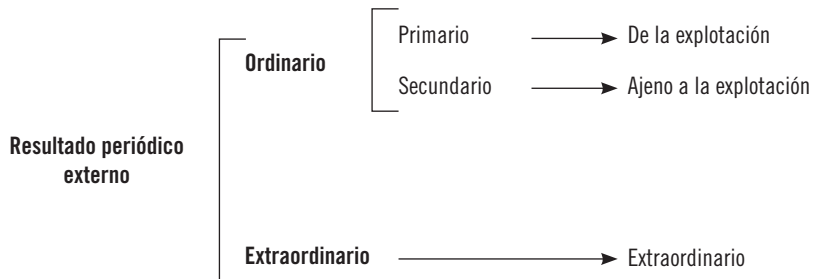 Primario De la explotación
Ordinario
Secundario Ajeno a la explotación
Resultado periódico
externo
Extraordinario Extraordinario